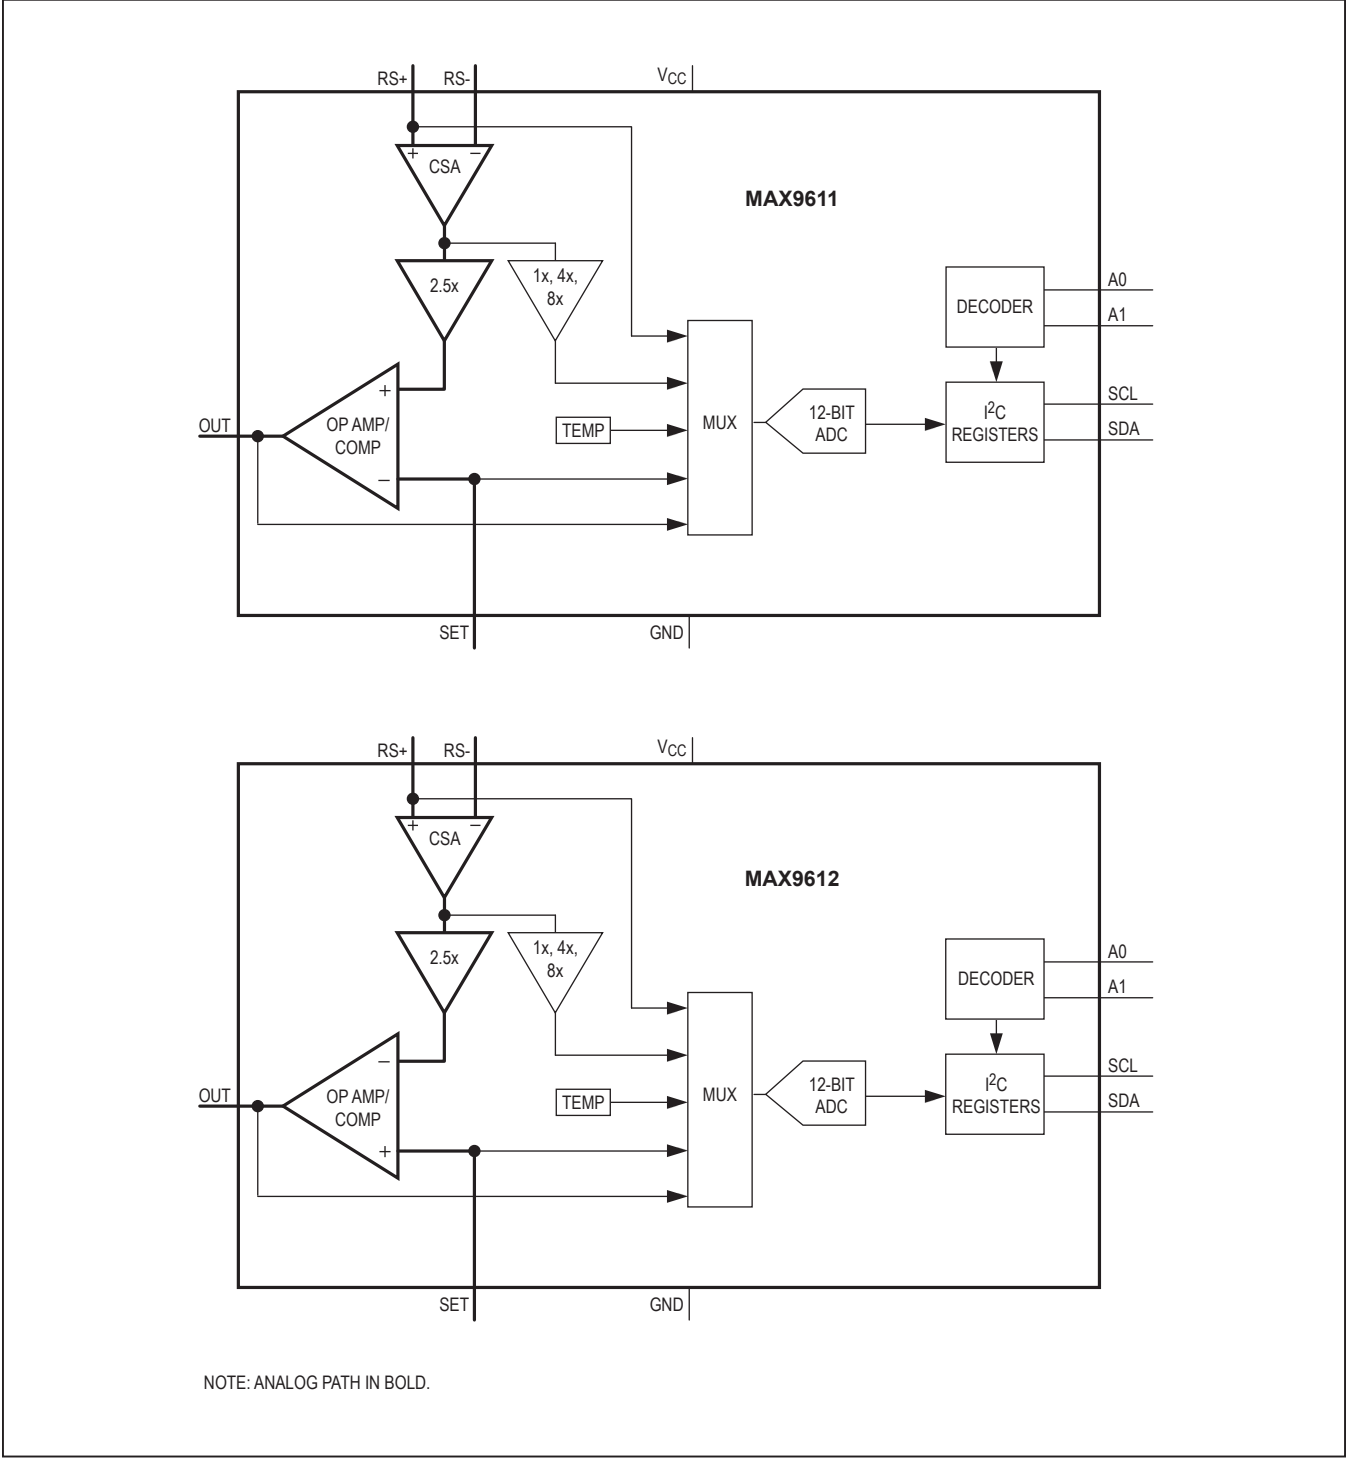 RS+ RS- VCC
+ −
CSA
MAX9611
2.5x
1x, 4x,
8x
DECODER
A0
A1
+
OP AMP/
COMP
−
OUT
TEMP
MUX
12-BIT
ADC
I2C
REGISTERS
SCL
SDA
SET GND
RS+ RS- VCC
+ −
CSA
MAX9612
2.5x
1x, 4x,
8x
DECODER
A0
A1
−
OP AMP/
COMP
+
OUT
TEMP
MUX
12-BIT
ADC
I2C
REGISTERS
SCL
SDA
SET GND
NOTE: ANALOG PATH IN BOLD.